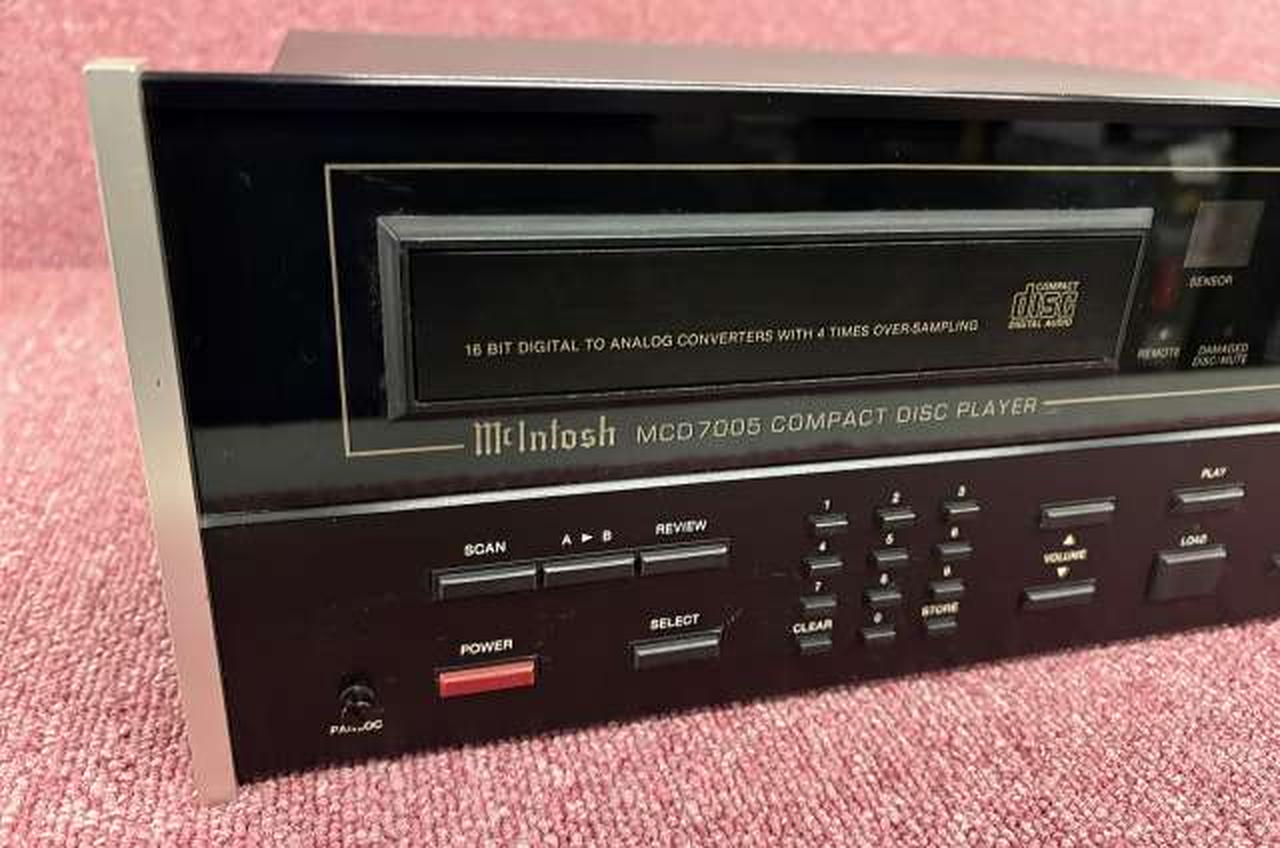 SENSOR
COMPACT
disc
DIGITAL AUDIO
16 BIT DIGITAL TO ANALOG CONVERTERS WITH 4 TIMES OVER-SAMPLING
REMOTE
DAMAGED
DISC/MUTE
McIntosh MCD7005 COMPACT DISC PLAYER
SCAN
A ▶ B
REVIEW
1 2 3
4 5 6
7 8 9
CLEAR 0 STORE
PLAY
▲
VOLUME
▼
LOAD
POWER
SELECT